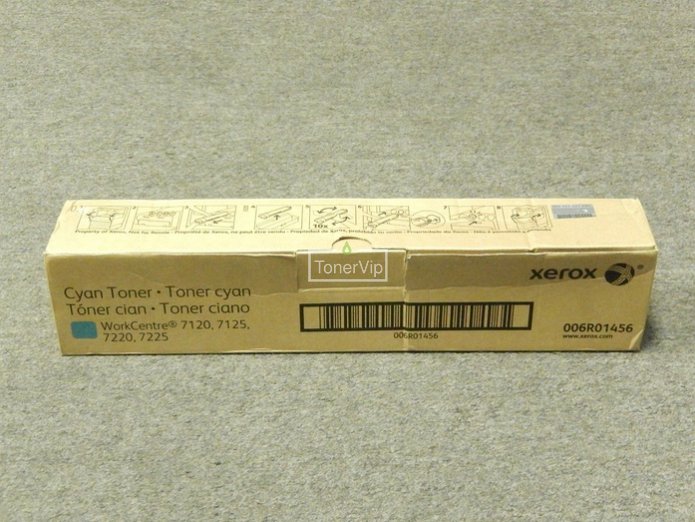 10x
TonerVip
xerox
Cyan Toner • Toner cyan
Tóner cian • Toner ciano
WorkCentre® 7120, 7125,
7220, 7225
006R01456
006R01456
www.xerox.com